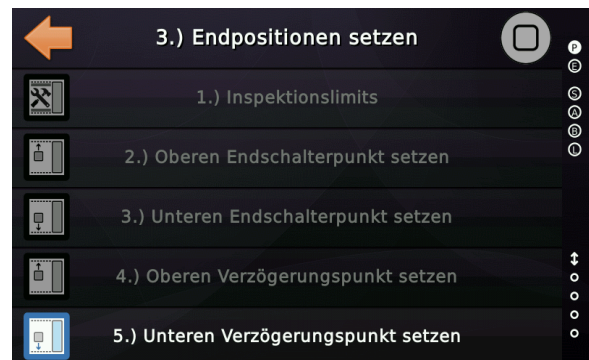 3.) Endpositionen setzen
1.) Inspektionslimits
2.) Oberen Endschalterpunkt setzen
3.) Unteren Endschalterpunkt setzen
4.) Oberen Verzögerungspunkt setzen
5.) Unteren Verzögerungspunkt setzen
P
E
S
A
B
L